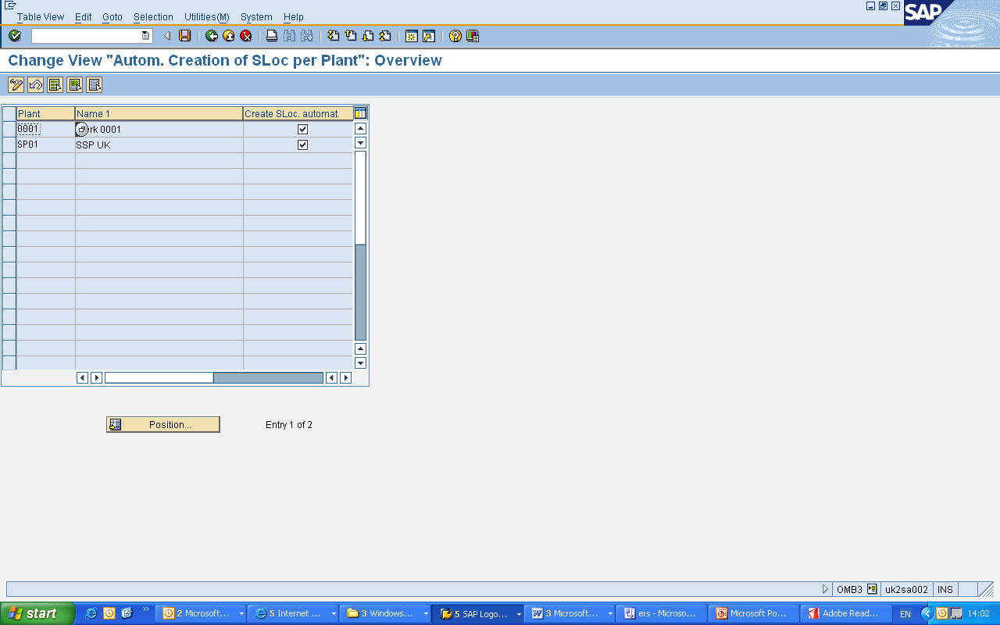 Table View Edit Goto Selection Utilities(M) System Help
SAP
Change View "Autom. Creation of SLoc per Plant": Overview
Plant Name 1 Create SLoc. automat.
0001 erk 0001
SP01 SSP UK
Position... Entry 1 of 2
OMB3 uk2sa002 INS
start 2 Microsoft... 5 Internet ... 3 Windows... 5 SAP Logo... 3 Microsoft... ers - Microso... Microsoft Po... Adobe Read... EN 14:02